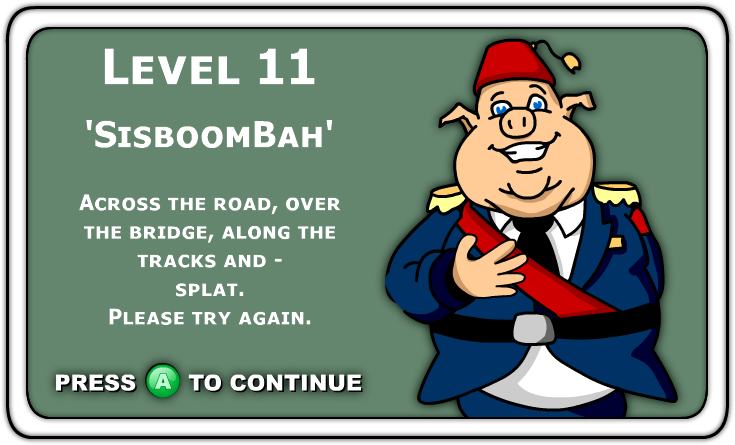 Level 11
'SisboomBah'
Across the road, over
the bridge, along the
tracks and -
splat.
Please try again.
PRESS A TO CONTINUE